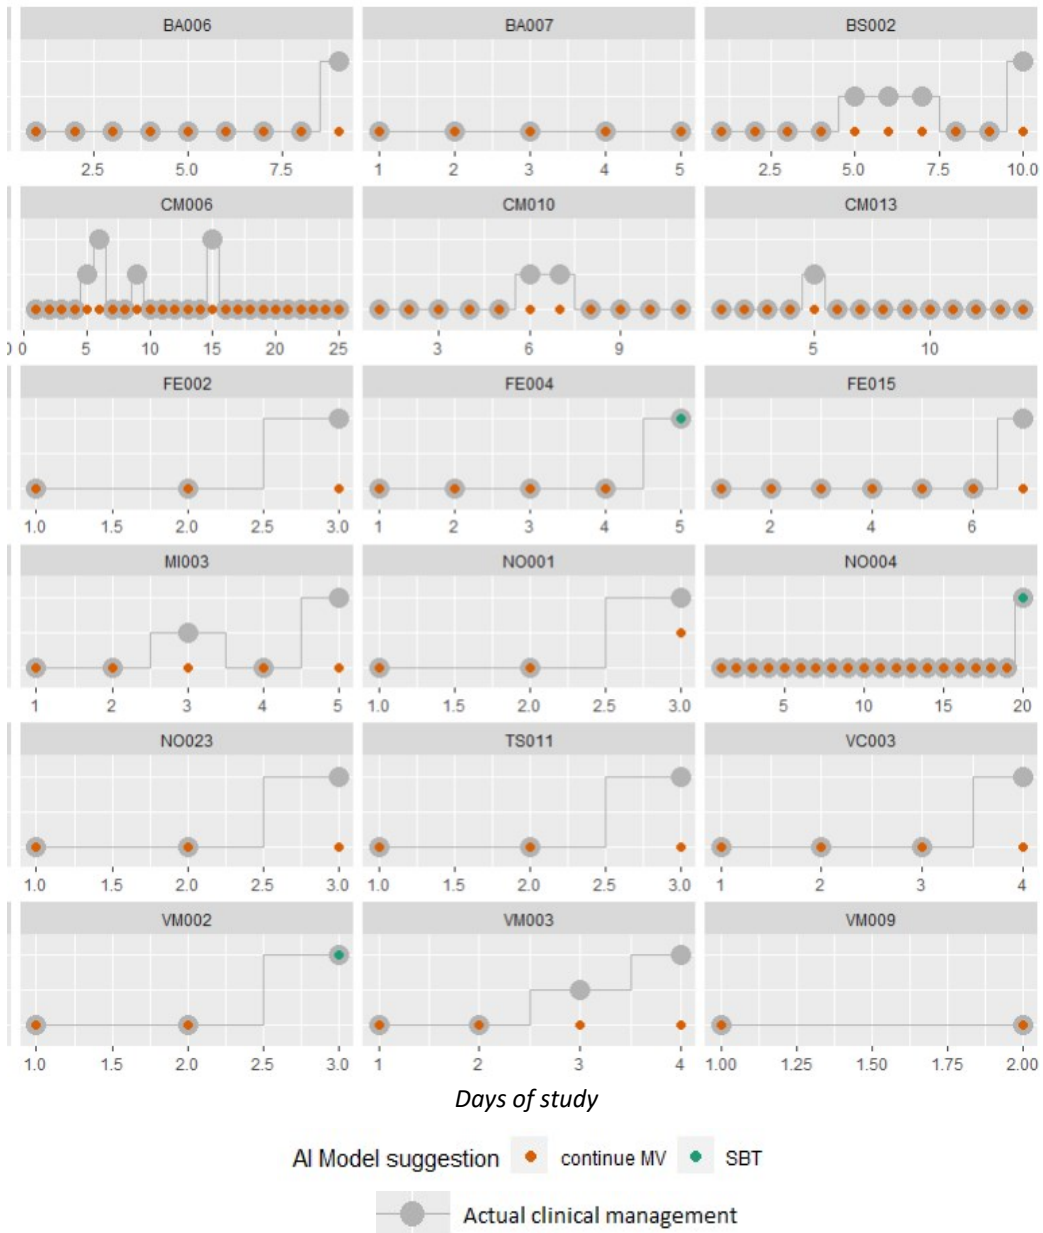 BA006 BA007 BS002
2.5 5.0 7.5 1 2 3 4 5 2.5 5.0 7.5 10.0
CM006 CM010 CM013
0 0 5 10 15 20 25 3 6 9 5 10
FE002 FE004 FE015
1.0 1.5 2.0 2.5 3.0 1 2 3 4 5 2 4 6
MI003 NO001 NO004
1 2 3 4 5 1.0 1.5 2.0 2.5 3.0 5 10 15 20
NO023 TS011 VC003
1.0 1.5 2.0 2.5 3.0 1.0 1.5 2.0 2.5 3.0 1 2 3 4
VM002 VM003 VM009
1.0 1.5 2.0 2.5 3.0 1 2 3 4 1.00 1.25 1.50 1.75 2.00
Days of study
AI Model suggestion continue MV SBT
Actual clinical management